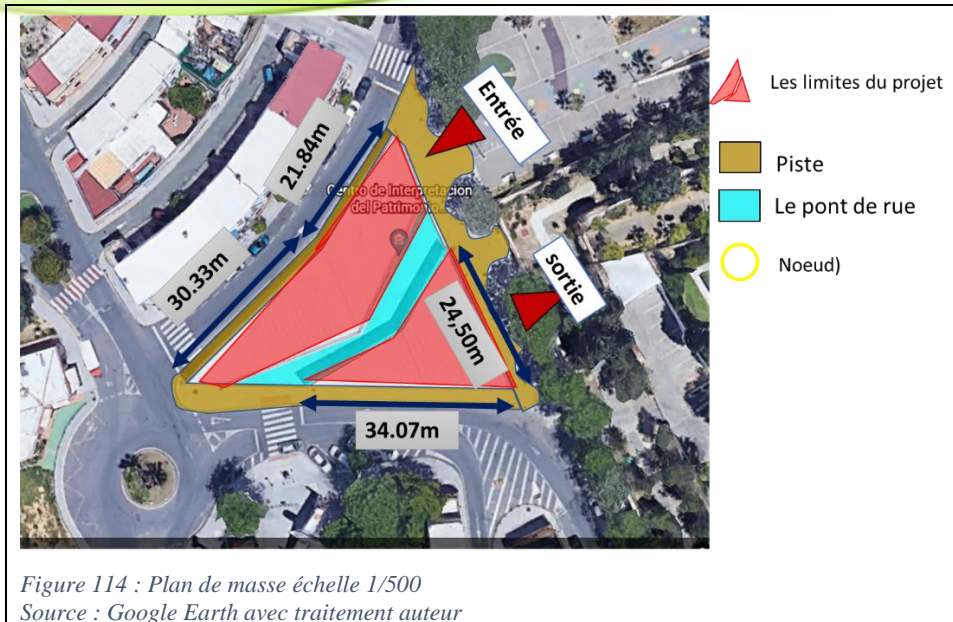 Entrée
21.84m
Centro de Interpretación
del Patrimonio...
30.33m
sortie
24,50m
34.07m
Les limites du projet
Piste
Le pont de rue
Noeud)
Figure 114 : Plan de masse échelle 1/500
Source : Google Earth avec traitement auteur